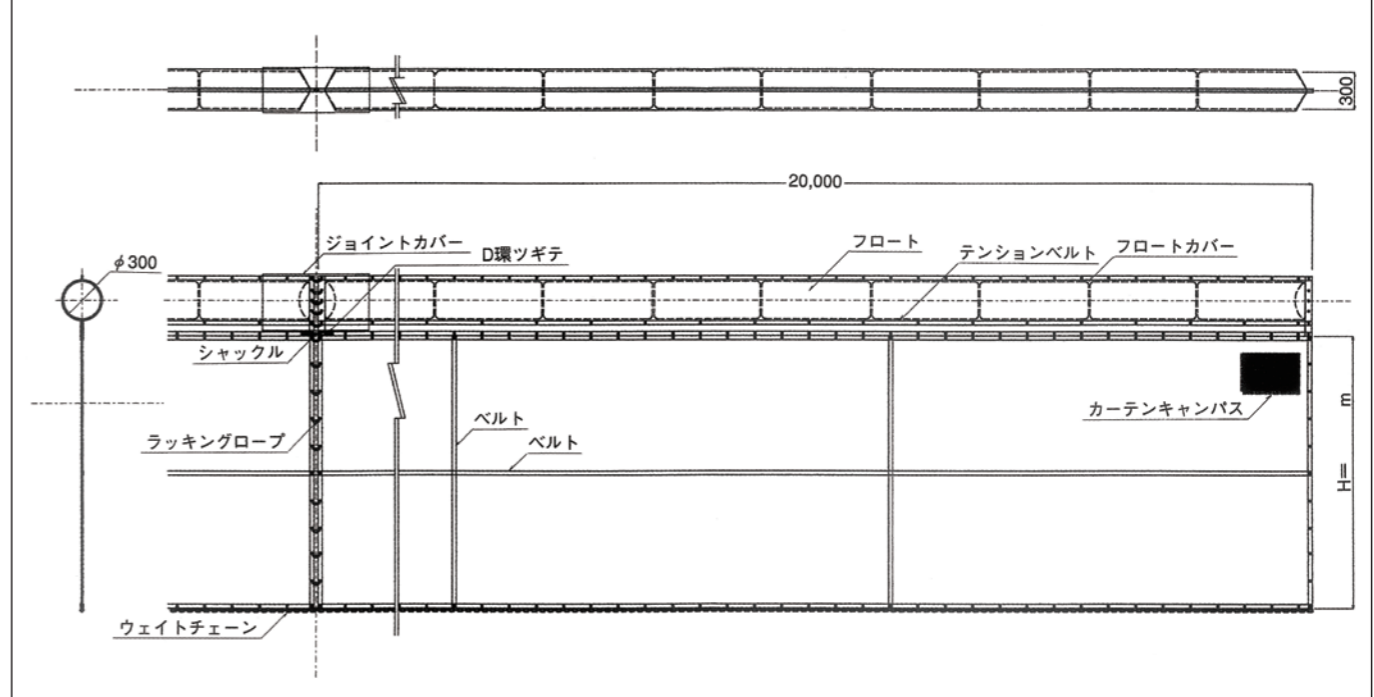 300
20,000
ジョイントカバー
D環ツギテ
フロート
テンションベルト
フロートカバー
φ300
シャックル
カーテンキャンパス
ベルト
ベルト
ラッキングロープ
H= m
ウェイトチェーン